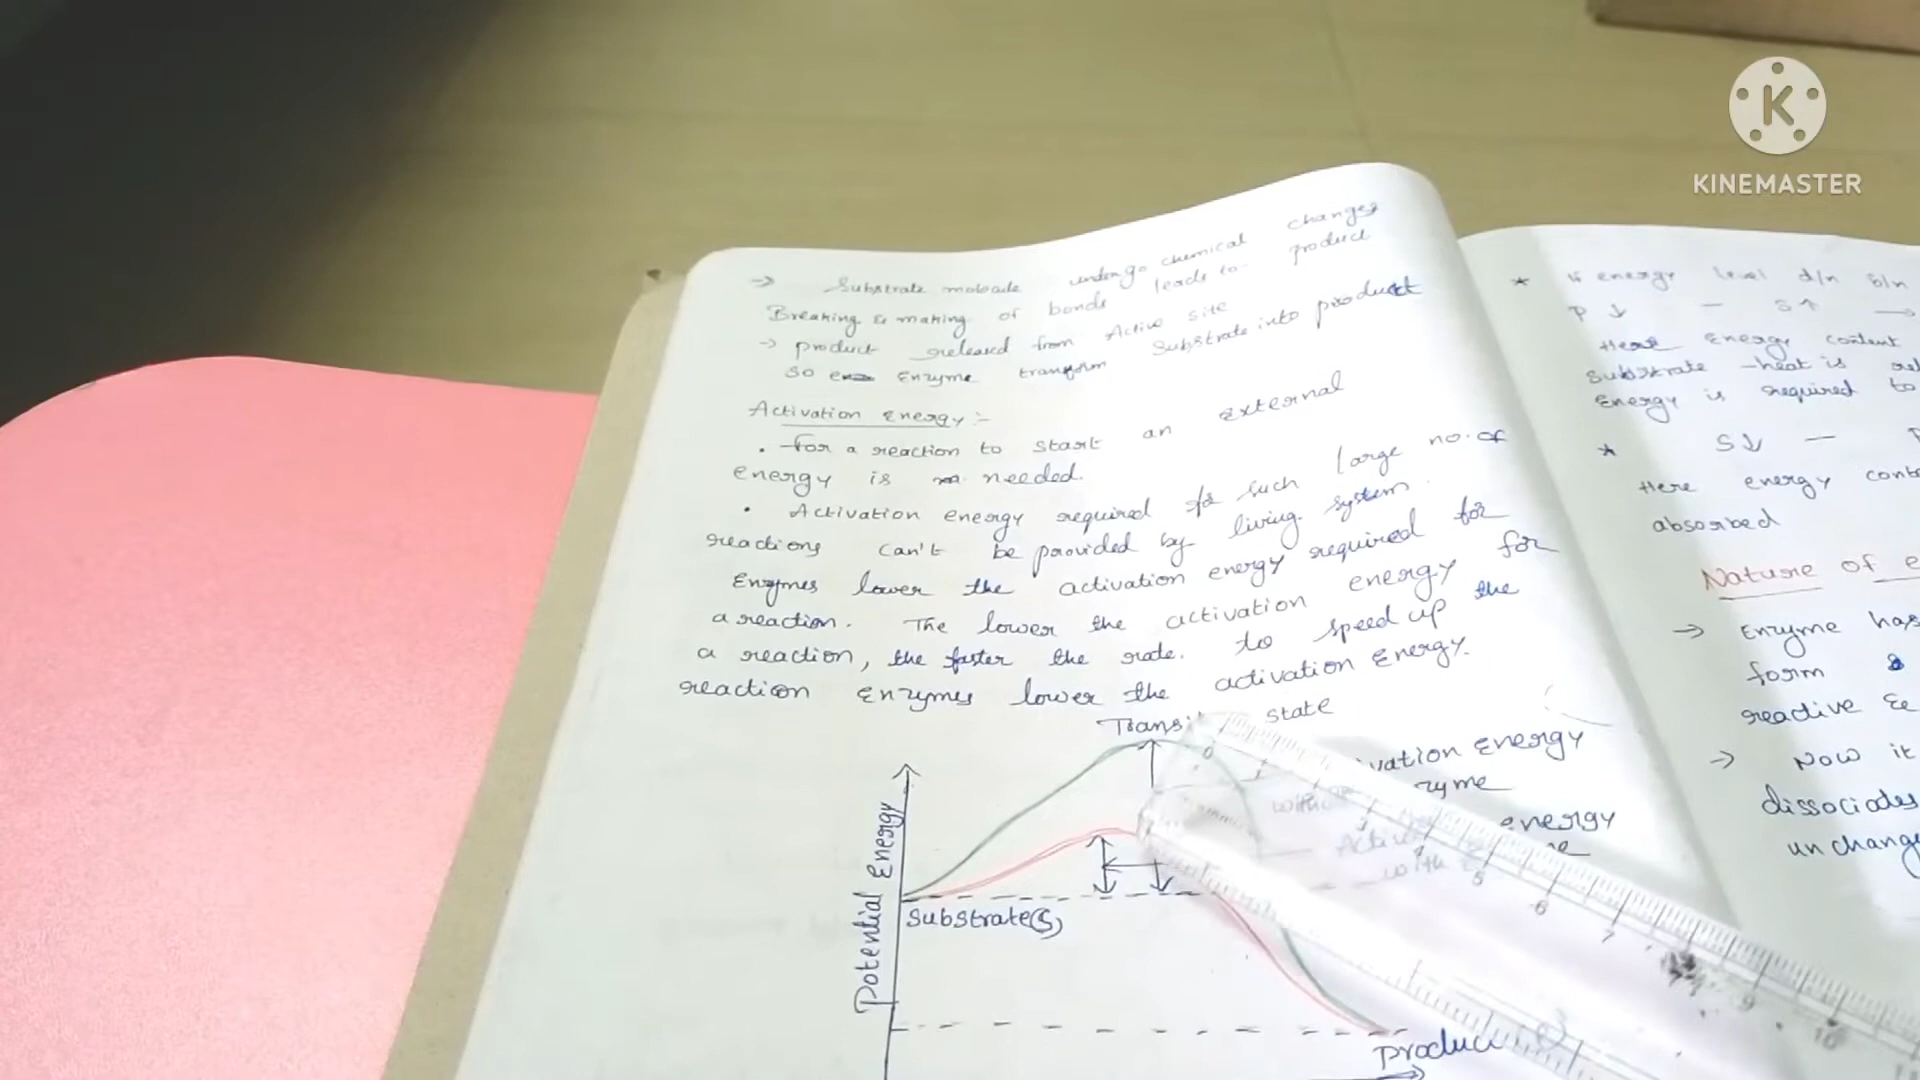 KINEMASTER
→ Substrate molecule undergo chemical changes
Breaking & making of bonds leads to product
→ product released from Active site
so enzyme transform substrate into product
Activation energy :-
. for a reaction to start an external
energy is needed.
. Activation energy required for such large no. of
reactions can't be provided by living system.
Enzymes lower the activation energy required for
a reaction. The lower the activation energy for
a reaction, the faster the rate. to speed up the
reaction enzymes lower the activation energy.
state
energy
energy
Potential Energy
Substrate(s)
* If energy level d/n b/n
P ↓ — S↑ →
Here Energy content
Substrate - heat is
Energy is required to
* S↓ —
Here energy
absorbed
Nature of
→ Enzyme has
form &
reactive &
→ Now it
dissociates